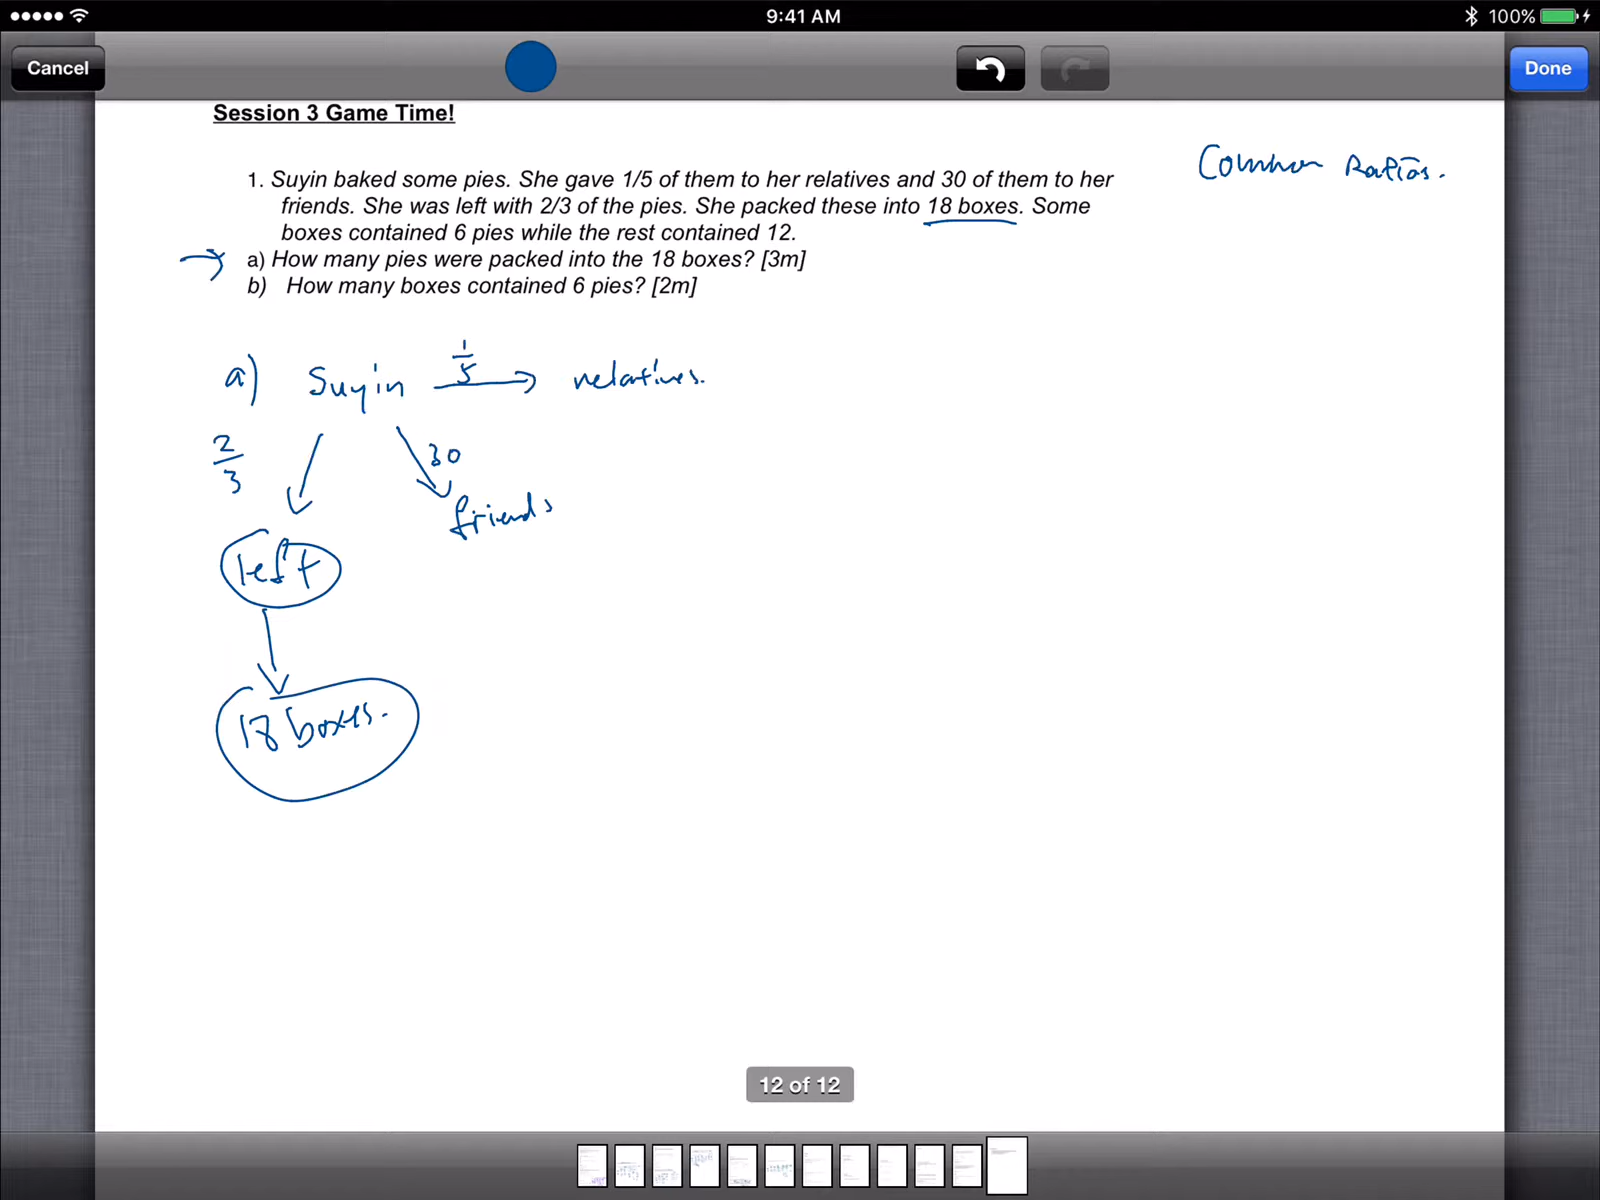 9:41 AM
100%
Cancel
Done
Session 3 Game Time!
Common Ratios.
1. Suyin baked some pies. She gave 1/5 of them to her relatives and 30 of them to her
friends. She was left with 2/3 of the pies. She packed these into 18 boxes. Some
boxes contained 6 pies while the rest contained 12.
a) How many pies were packed into the 18 boxes? [3m]
b) How many boxes contained 6 pies? [2m]
a) Suyin 1/5 relatives.
2/3
30
friends
left
18 boxes.
12 of 12